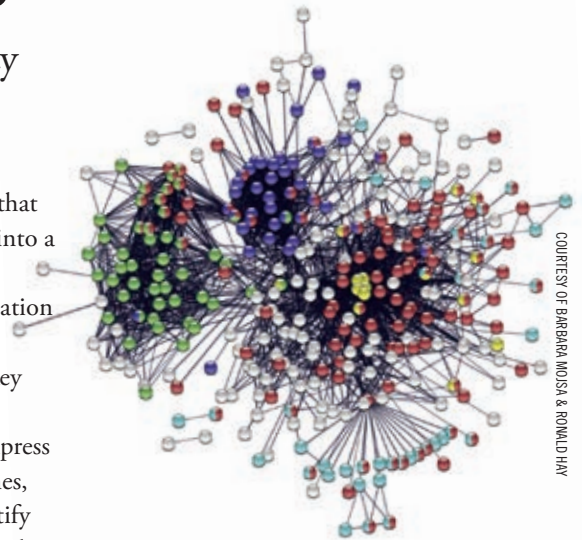 y
that
into a
ation
ey
press
es,
tify
COURTESY OF BARBARA MOJSA & RONALD HAY